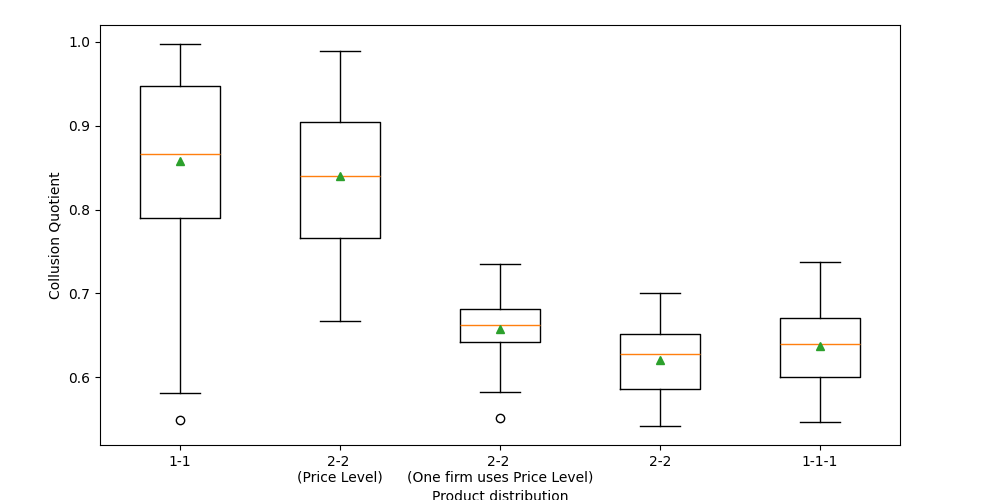 1.0
0.9
0.8
0.7
0.6
Collusion Quotient
1-1
2-2
(Price Level)
2-2
(One firm uses Price Level)
2-2
1-1-1
Product distribution